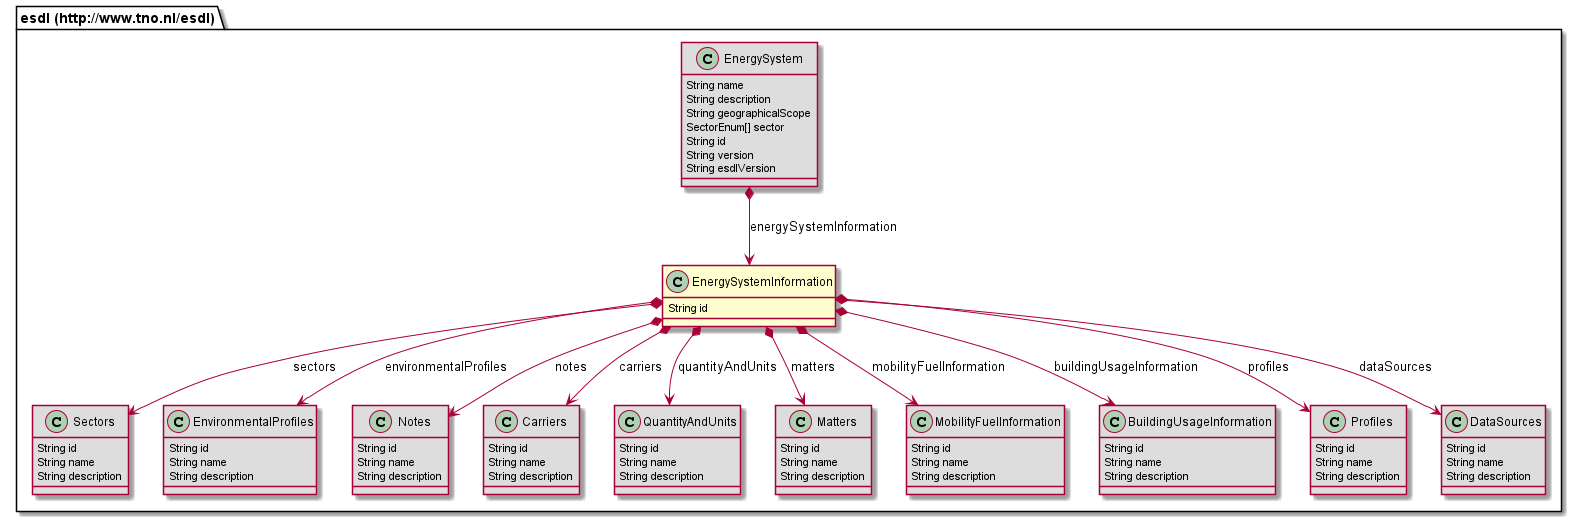 esdl (http://www.tno.nl/esdl)
C EnergySystem
String name
String description
String geographicalScope
SectorEnum[] sector
String id
String version
String esdlVersion
energySystemInformation
C EnergySystemInformation
String id
sectors
environmentalProfiles
notes
carriers
quantityAndUnits
matters
mobilityFuelInformation
buildingUsageInformation
profiles
dataSources
C Sectors
String id
String name
String description
C EnvironmentalProfiles
String id
String name
String description
C Notes
String id
String name
String description
C Carriers
String id
String name
String description
C QuantityAndUnits
String id
String name
String description
C Matters
String id
String name
String description
C MobilityFuelInformation
String id
String name
String description
C BuildingUsageInformation
String id
String name
String description
C Profiles
String id
String name
String description
C DataSources
String id
String name
String description